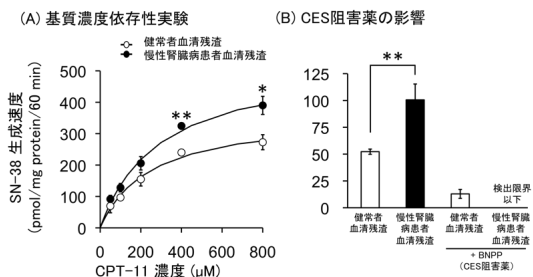 (A) 基質濃度依存性実験
健常者血清残渣
慢性腎臓病患者血清残渣
SN-38 生成速度
(pmol/mg protein/60 min)
500
400
300
200
100
0
**
*
0
200
400
600
800
CPT-11 濃度 (µM)
(B) CES阻害薬の影響
**
125
100
75
50
25
0
検出限界
以下
健常者
血清残渣
慢性腎臓
病患者
血清残渣
健常者
血清残渣
慢性腎臓
病患者
血清残渣
+ BNPP
(CES阻害薬)